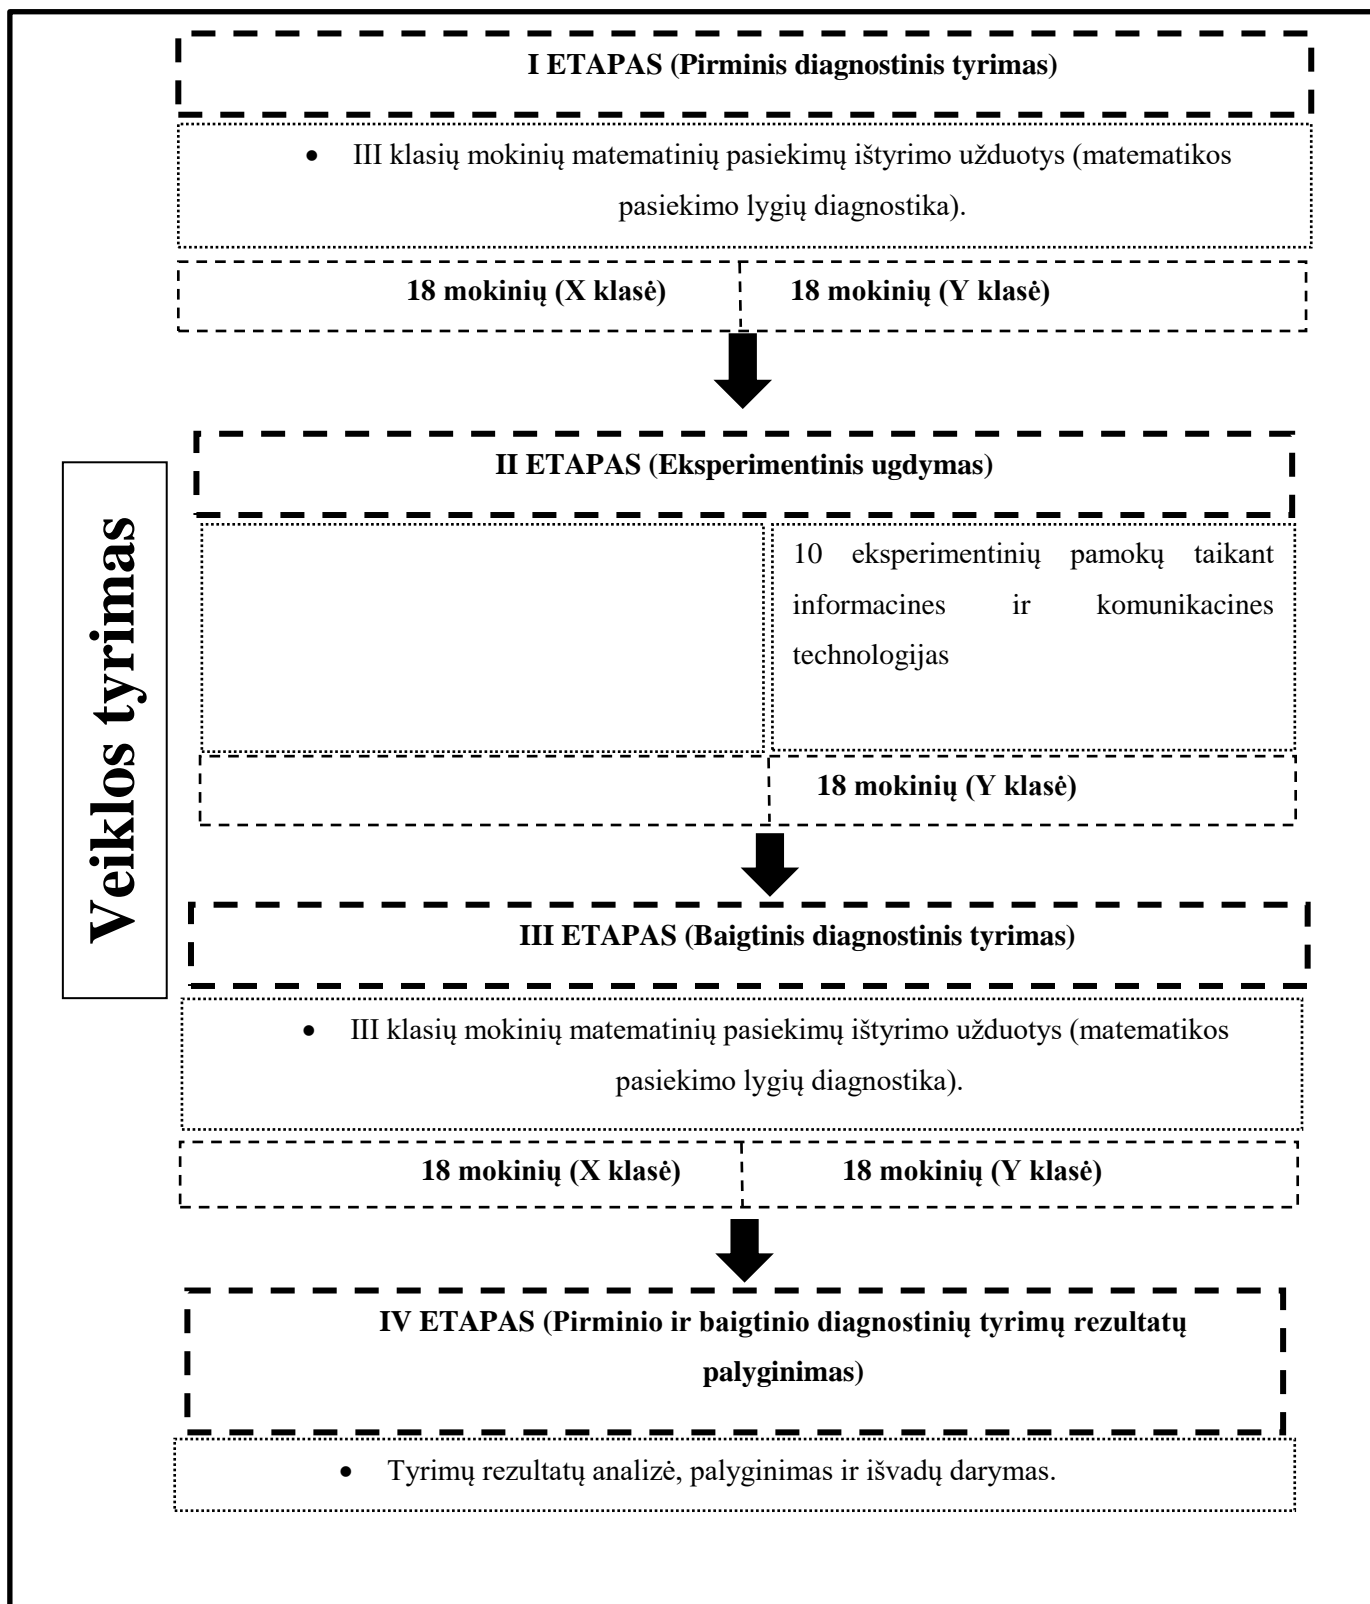 I ETAPAS (Pirminis diagnostinis tyrimas)
• III klasių mokinių matematinių pasiekimų ištyrimo užduotys (matematikos
pasiekimo lygių diagnostika).
18 mokinių (X klasė) 18 mokinių (Y klasė)
Veiklos tyrimas
II ETAPAS (Eksperimentinis ugdymas)
10 eksperimentinių pamokų taikant
informacines ir komunikacines
technologijas
18 mokinių (Y klasė)
III ETAPAS (Baigtinis diagnostinis tyrimas)
• III klasių mokinių matematinių pasiekimų ištyrimo užduotys (matematikos
pasiekimo lygių diagnostika).
18 mokinių (X klasė) 18 mokinių (Y klasė)
IV ETAPAS (Pirminio ir baigtinio diagnostinių tyrimų rezultatų
palyginimas)
• Tyrimų rezultatų analizė, palyginimas ir išvadų darymas.